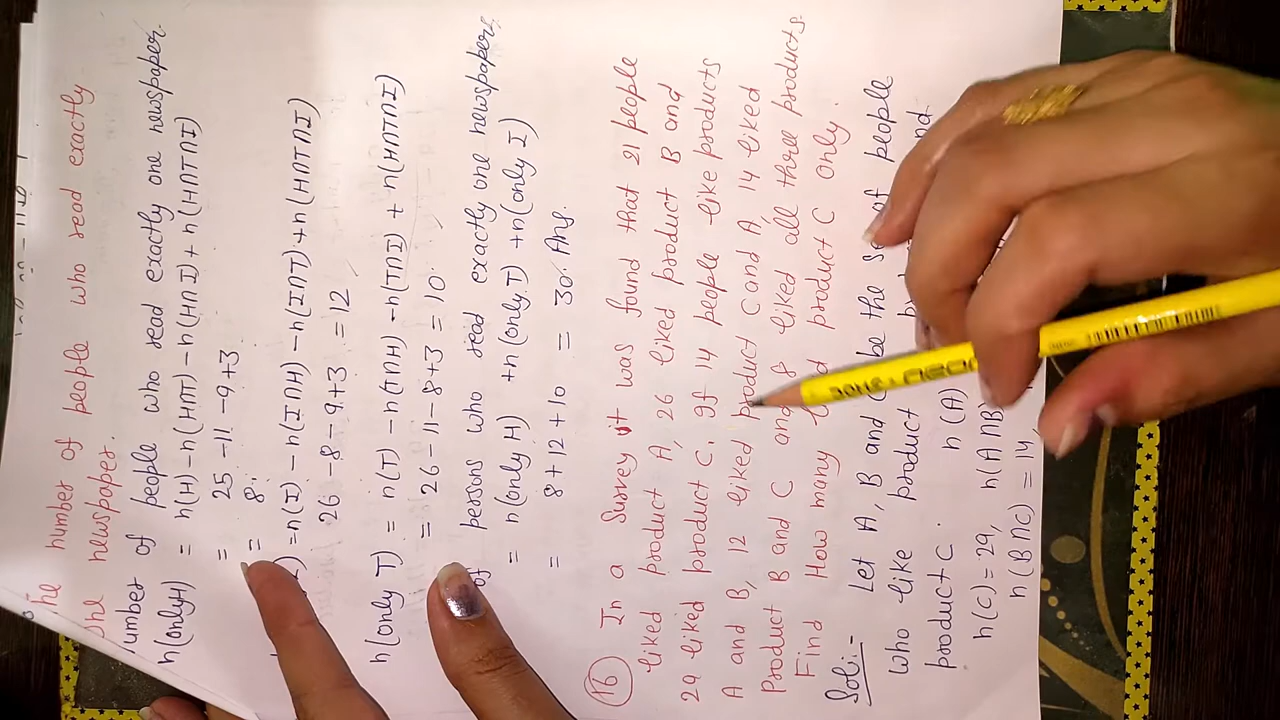 The number of people who read exactly
one newspaper.
umber of people who read exactly one newspaper
n(only H) = n(H) - n(H∩T) - n(H∩I) + n(H∩T∩I)
= 25 - 11 - 9 + 3
= 8.
) = n(I) - n(I∩H) - n(I∩T) + n(H∩T∩I)
26 - 8 - 9 + 3 = 12
n(only T) = n(T) - n(T∩H) - n(T∩I) + n(H∩T∩I)
= 26 - 11 - 8 + 3 = 10.
of persons who read exactly one newspapers
= n(only H) + n(only T) + n(only I)
= 8 + 12 + 10 = 30. Ans.
16 In a Survey it was found that 21 people
liked product A, 26 liked product B and
29 liked product C. If 14 people like products
A and B, 12 liked product C and A, 14 liked
Product B and C and 8 liked all three products.
Find How many product C only.
Sol:- Let A, B and C be the of people
who like product
product C. n(A)
n(C) = 29, n(A∩B)
n(B∩C) = 14,